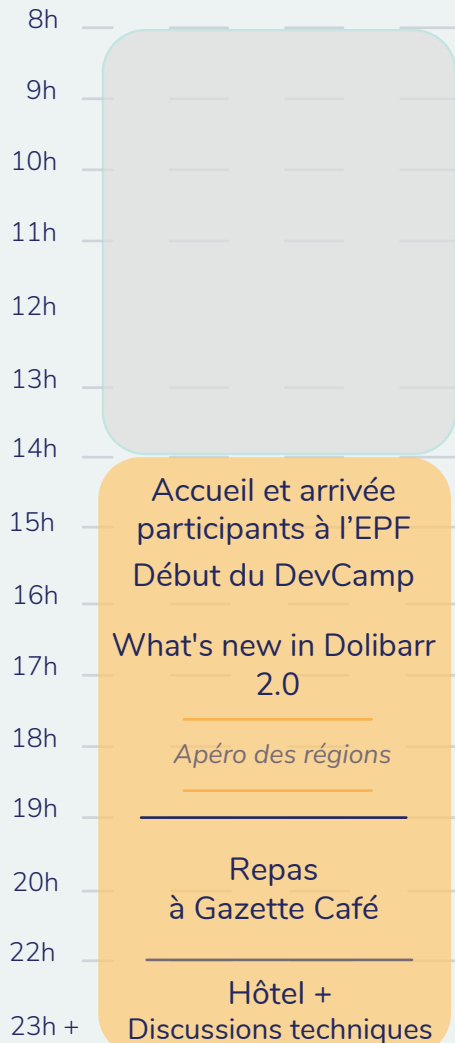 8h
9h
10h
11h
12h
13h
14h
Accueil et arrivée
15h
participants à l’EPF
Début du DevCamp
16h
What's new in Dolibarr
17h
2.0
18h
Apéro des régions
19h
Repas
20h
à Gazette Café
22h
Hôtel +
23h +
Discussions techniques